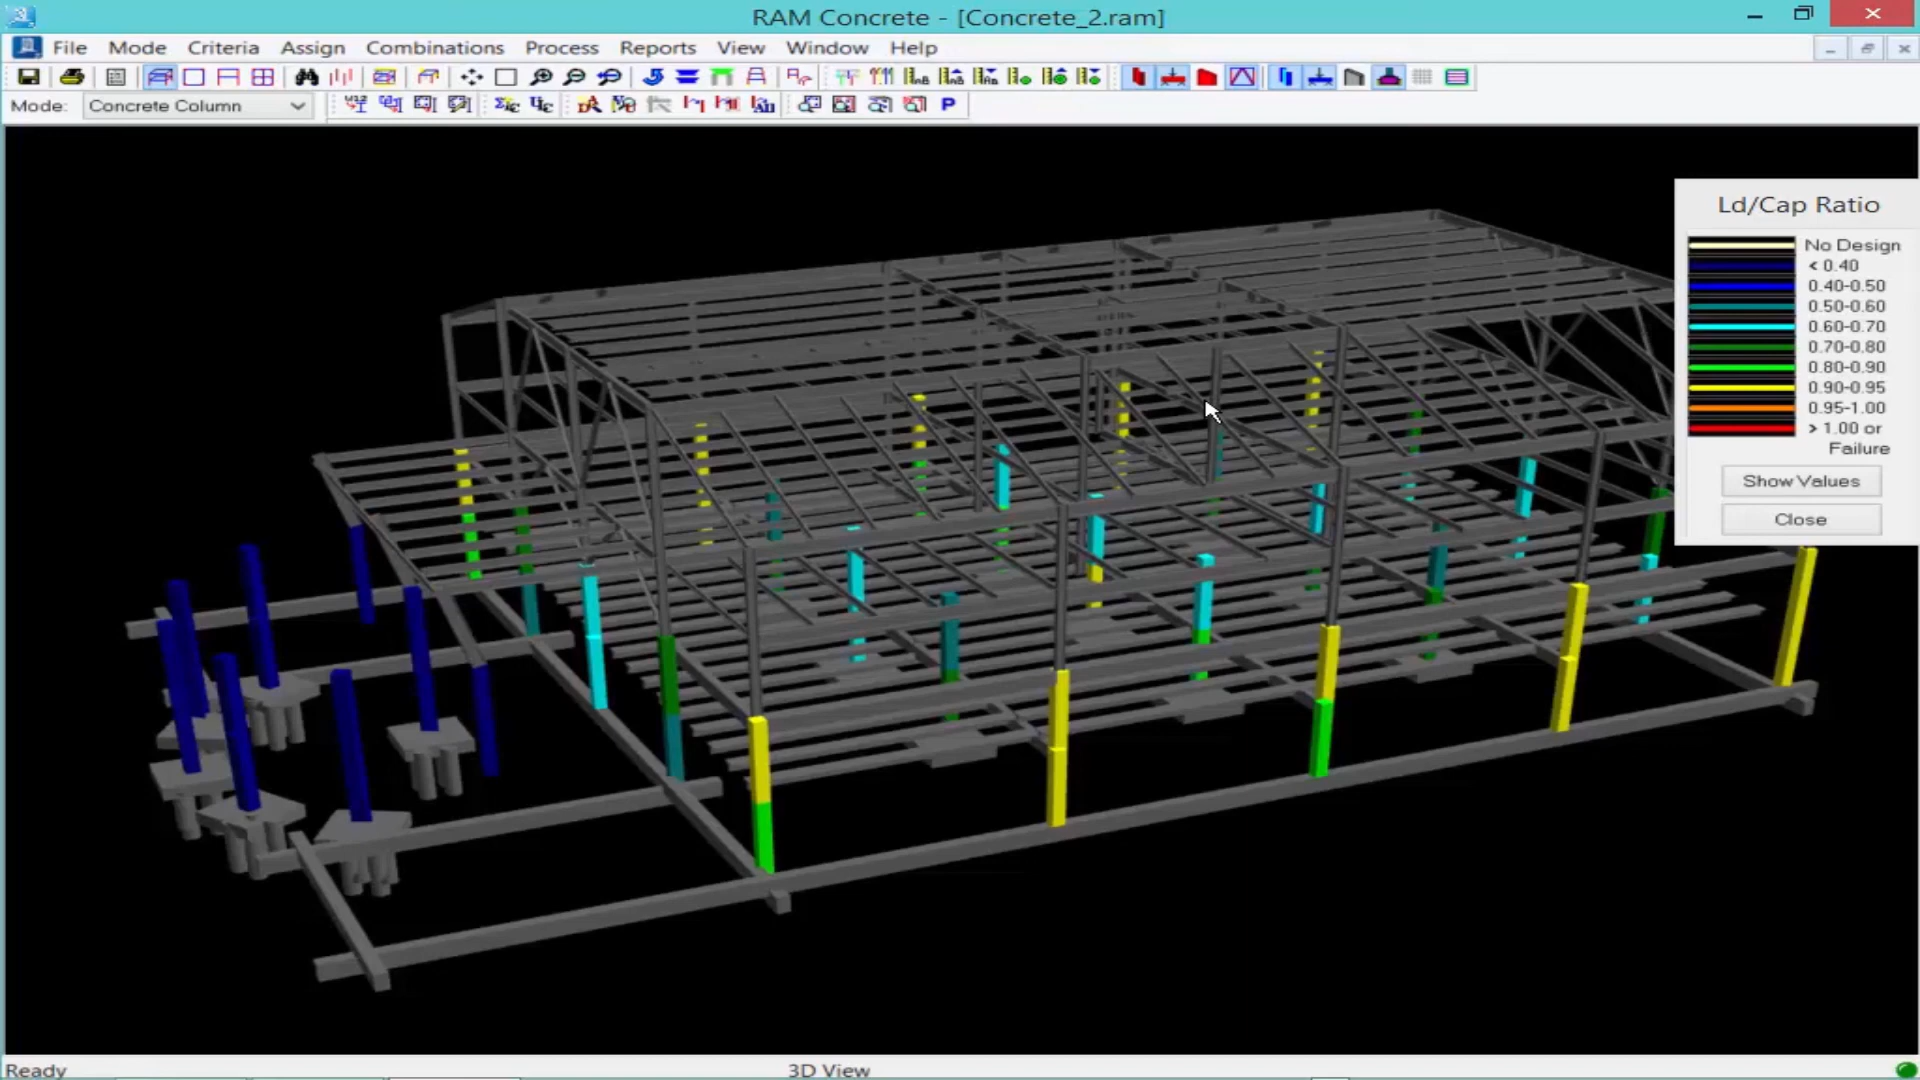 RAM Concrete - [Concrete_2.ram]
File Mode Criteria Assign Combinations Process Reports View Window Help
Mode: Concrete Column
P
Ld/Cap Ratio
No Design
< 0.40
0.40-0.50
0.50-0.60
0.60-0.70
0.70-0.80
0.80-0.90
0.90-0.95
0.95-1.00
> 1.00 or
Failure
Show Values
Close
Ready 3D View